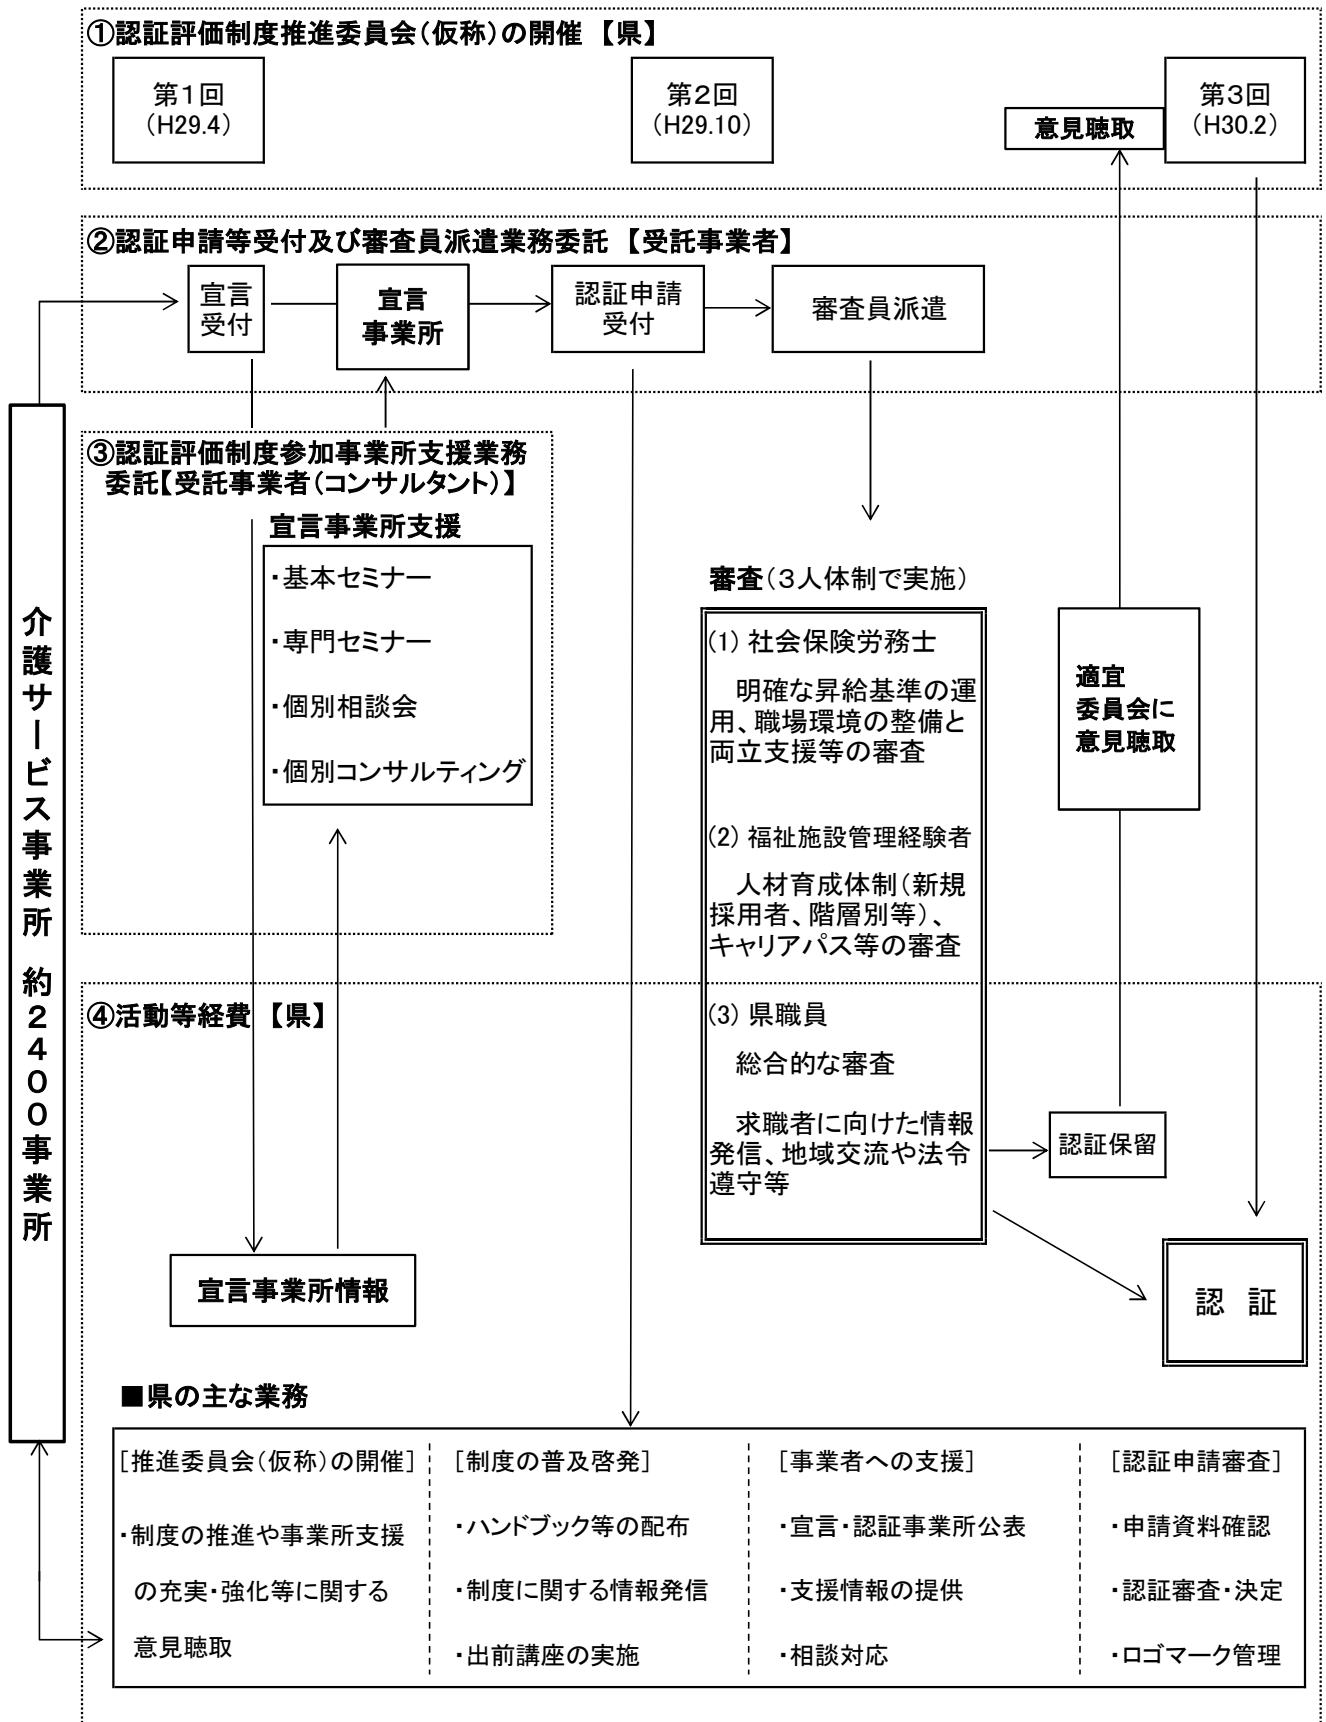 ①認証評価制度推進委員会（仮称）の開催 【県】
第１回
（H29.4）
第２回
（H29.10）
意見聴取
第３回
（H30.2）
②認証申請等受付及び審査員派遣業務委託 【受託事業者】
宣言
受付
宣言
事業所
認証申請
受付
審査員派遣
介護サービス事業所 約２４００事業所
③認証評価制度参加事業所支援業務
委託【受託事業者（コンサルタント）】
宣言事業所支援
・基本セミナー
・専門セミナー
・個別相談会
・個別コンサルティング
審査（３人体制で実施）
(1) 社会保険労務士
明確な昇給基準の運
用、職場環境の整備と
両立支援等の審査
(2) 福祉施設管理経験者
人材育成体制（新規
採用者、階層別等）、
キャリアパス等の審査
(3) 県職員
総合的な審査
求職者に向けた情報
発信、地域交流や法令
遵守等
適宜
委員会に
意見聴取
④活動等経費 【県】
認証保留
宣言事業所情報
認　証
■県の主な業務
［推進委員会（仮称）の開催］
・制度の推進や事業所支援
の充実・強化等に関する
意見聴取
［制度の普及啓発］
・ハンドブック等の配布
・制度に関する情報発信
・出前講座の実施
［事業者への支援］
・宣言・認証事業所公表
・支援情報の提供
・相談対応
［認証申請審査］
・申請資料確認
・認証審査・決定
・ロゴマーク管理